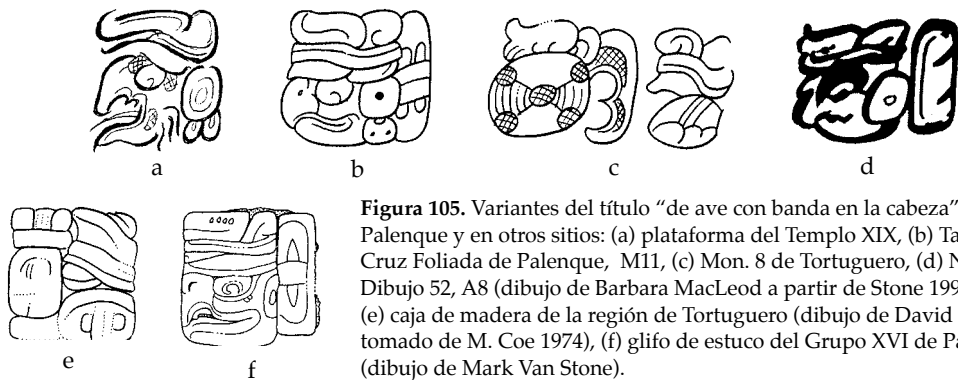 a
b
c
d
e
f
Figura 105. Variantes del título “de ave con banda en la cabeza”
Palenque y en otros sitios: (a) plataforma del Templo XIX, (b)
Cruz Foliada de Palenque, M11, (c) Mon. 8 de Tortuguero, (d)
Dibujo 52, A8 (dibujo de Barbara MacLeod a partir de Stone
(e) caja de madera de la región de Tortuguero (dibujo de David
tomado de M. Coe 1974), (f) glifo de estuco del Grupo XVI de
(dibujo de Mark Van Stone).